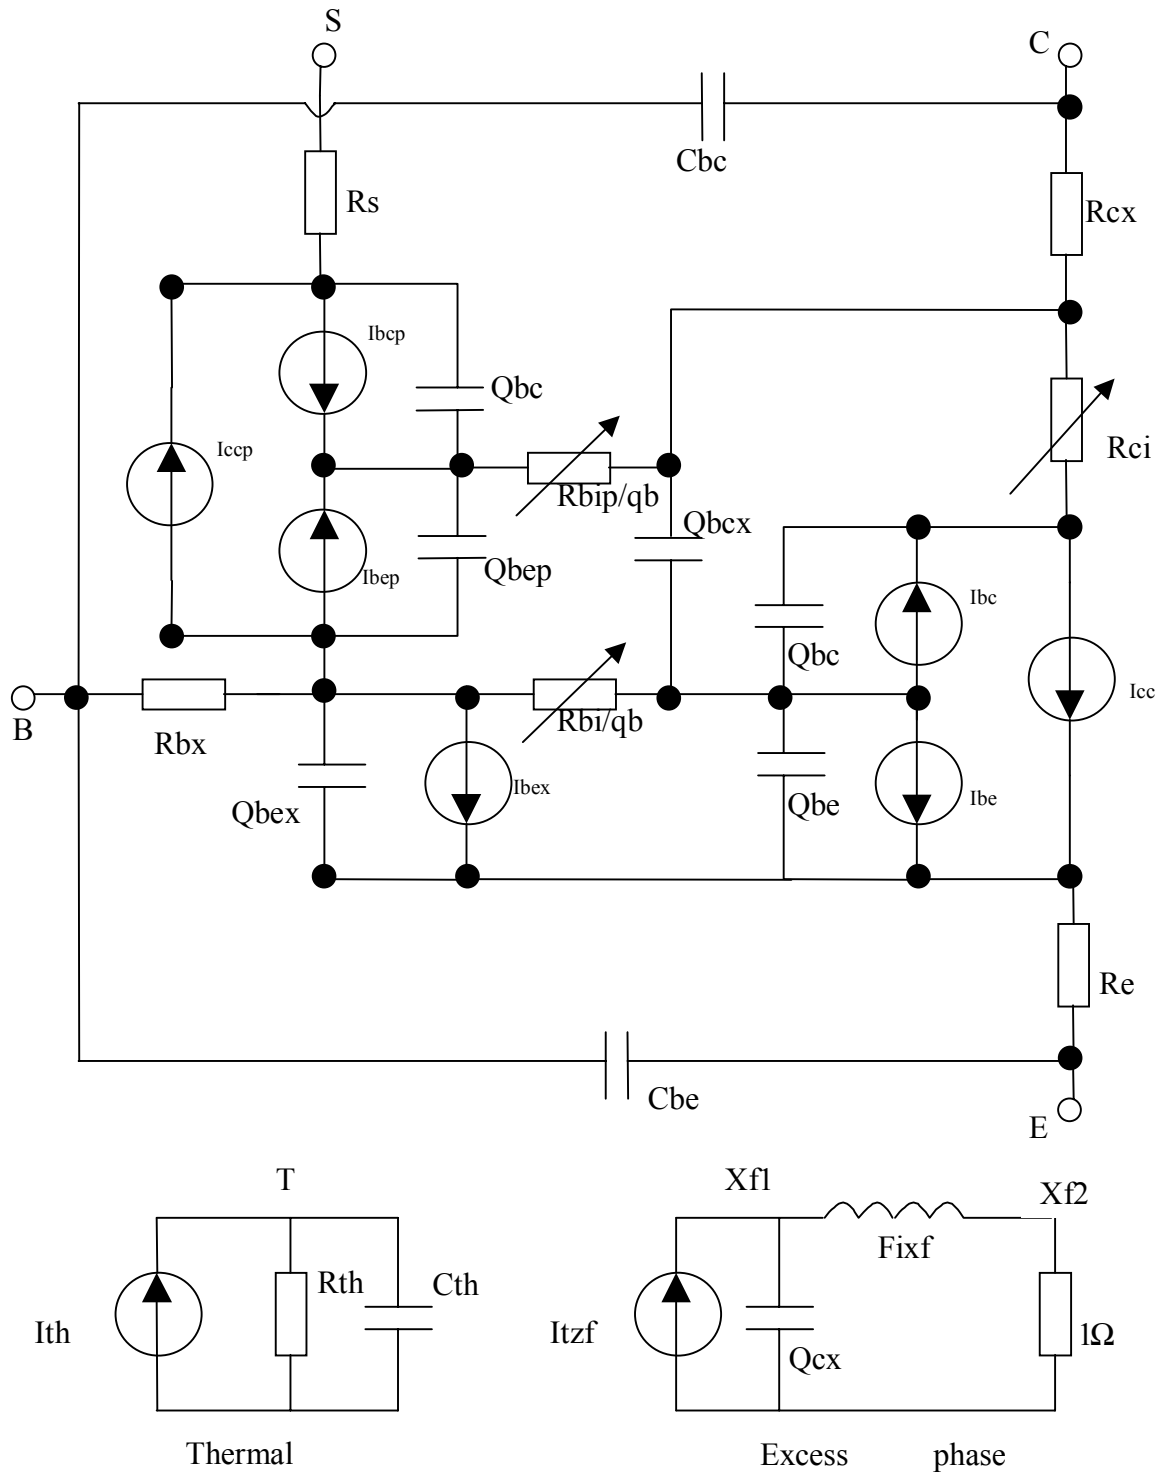 S
C
Cbc
Rs
Rcx
Ibcp
Qbc
Iccp
Rci
Rbip/qb
Qbcx
Ibep
Qbep
Ibc
Qbc
Icc
B
Rbx
Rbi/qb
Ibex
Qbe
Ibe
Qbex
Re
Cbe
E
T
Xf1
Xf2
Fixf
Rth
Cth
Ith
Itzf
Qcx
1Ω
Thermal
Excess phase